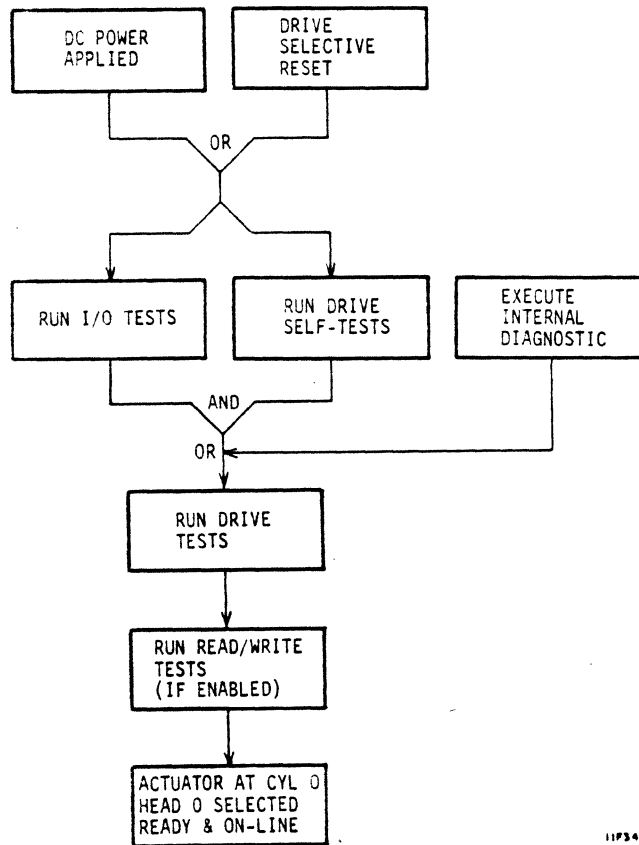 DC POWER
APPLIED
DRIVE
SELECTIVE
RESET
OR
RUN I/O TESTS
RUN DRIVE
SELF-TESTS
EXECUTE
INTERNAL
DIAGNOSTIC
AND
OR
RUN DRIVE
TESTS
RUN READ/WRITE
TESTS
(IF ENABLED)
ACTUATOR AT CYL 0
HEAD 0 SELECTED
READY & ON-LINE
11F34